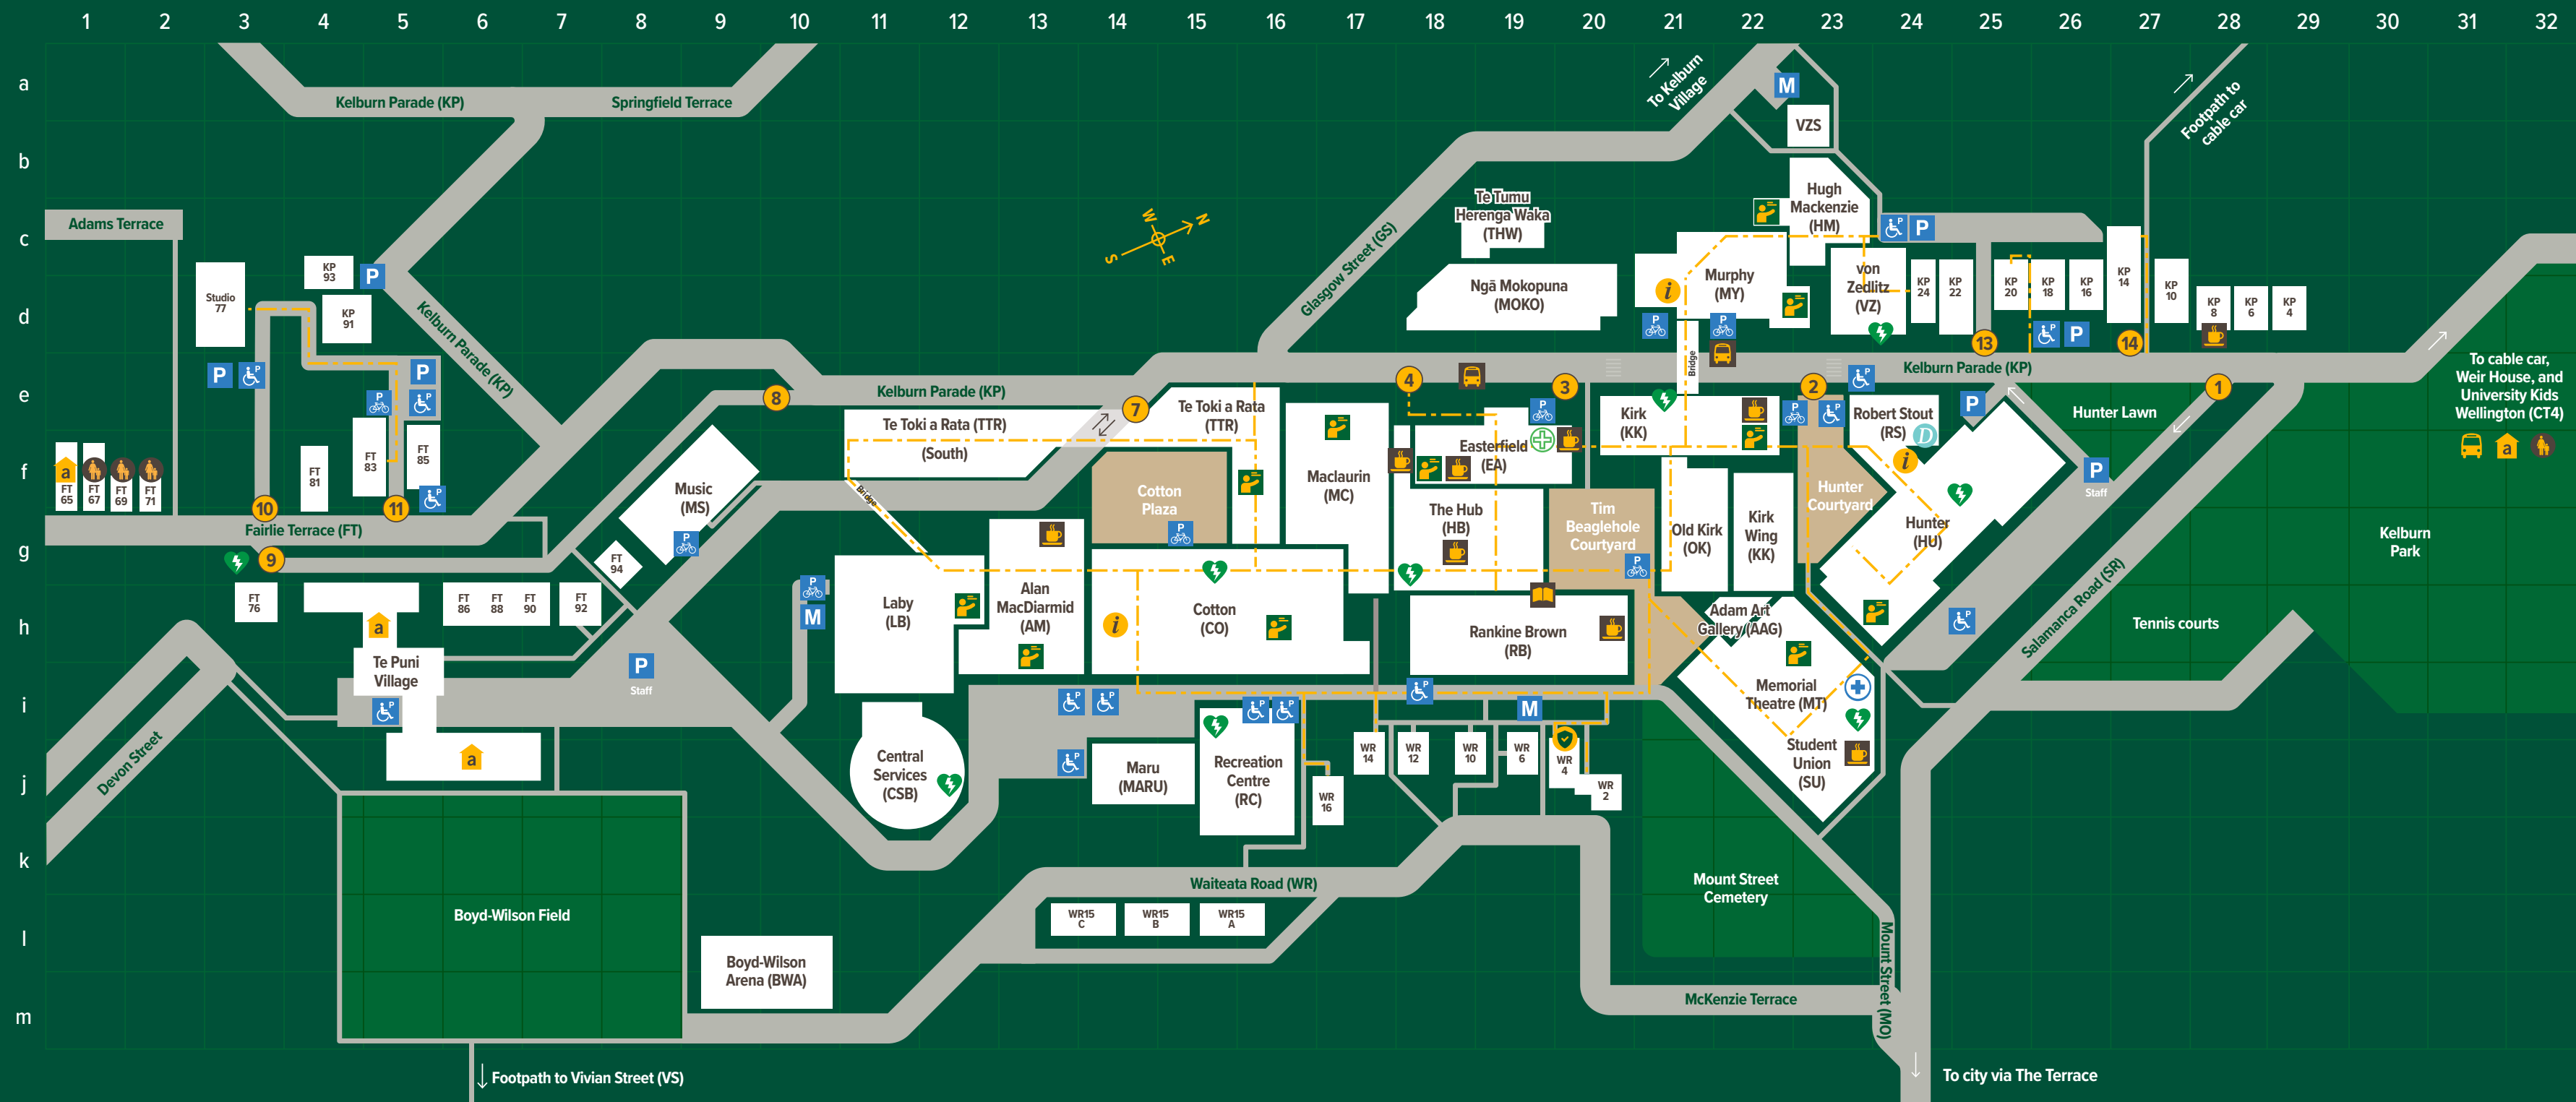 1 2 3 4 5 6 7 8 9 10 11 12 13 14 15 16 17 18 19 20 21 22 23 24 25 26 27 28 29 30 31 32
a
b
c
d
e
f
g
h
i
j
k
l
m
Kelburn Parade (KP)
Springfield Terrace
Adams Terrace
Studio
77
KP
93
P
KP
91
Kelburn Parade (KP)
P
P
P
P
P
P
a
FT
65
FT
67
FT
69
FT
71
FT
81
FT
83
FT
85
P
10
11
Fairlie Terrace (FT)
9
FT
76
a
Te Puni
Village
P
a
FT
86
FT
88
FT
90
FT
92
FT
94
Devon Street
Boyd-Wilson Field
Footpath to Vivian Street (VS)
Boyd-Wilson
Arena (BWA)
Music
(MS)
P
P
Staff
8
Kelburn Parade (KP)
7
W
N
S
E
Te Toki a Rata (TTR)
(South)
Bridge
Te Toki a Rata
(TTR)
Cotton
Plaza
P
P
M
Laby
(LB)
Alan
MacDiarmid
(AM)
i
Cotton
(CO)
Maclaurin
(MC)
Central
Services
(CSB)
P
P
P
Maru
(MARU)
P
P
Recreation
Centre
(RC)
WR
16
WR
14
WR
12
WR
10
WR
6
WR
4
WR
2
P
M
Waiteata Road (WR)
WR15
C
WR15
B
WR15
A
Glasgow Street (GS)
To Kelburn
Village
M
VZS
Te Tumu
Herenga Waka
(THW)
Ngā Mokopuna
(MOKO)
Hugh
Mackenzie
(HM)
P
P
i
Murphy
(MY)
P
P
Bridge
von
Zedlitz
(VZ)
KP
24
KP
22
KP
20
KP
18
KP
16
KP
14
KP
10
KP
8
KP
6
KP
4
P
P
13
14
Footpath to
cable car
Kelburn Parade (KP)
4
3
2
1
P
Easterfield
(EA)
The Hub
(HB)
Kirk
(KK)
P
P
P
Robert Stout
(RS)
D
P
i
Hunter Lawn
P
Staff
Hunter
Courtyard
Hunter
(HU)
Tim
Beaglehole
Courtyard
P
Old Kirk
(OK)
Kirk
Wing
(KK)
Rankine Brown
(RB)
Adam Art
Gallery (AAG)
Memorial
Theatre (MT)
Student
Union
(SU)
P
Salamanca Road (SR)
Tennis courts
Kelburn
Park
To cable car,
Weir House, and
University Kids
Wellington (CT4)
a
Mount Street
Cemetery
McKenzie Terrace
Mount Street (MO)
To city via The Terrace